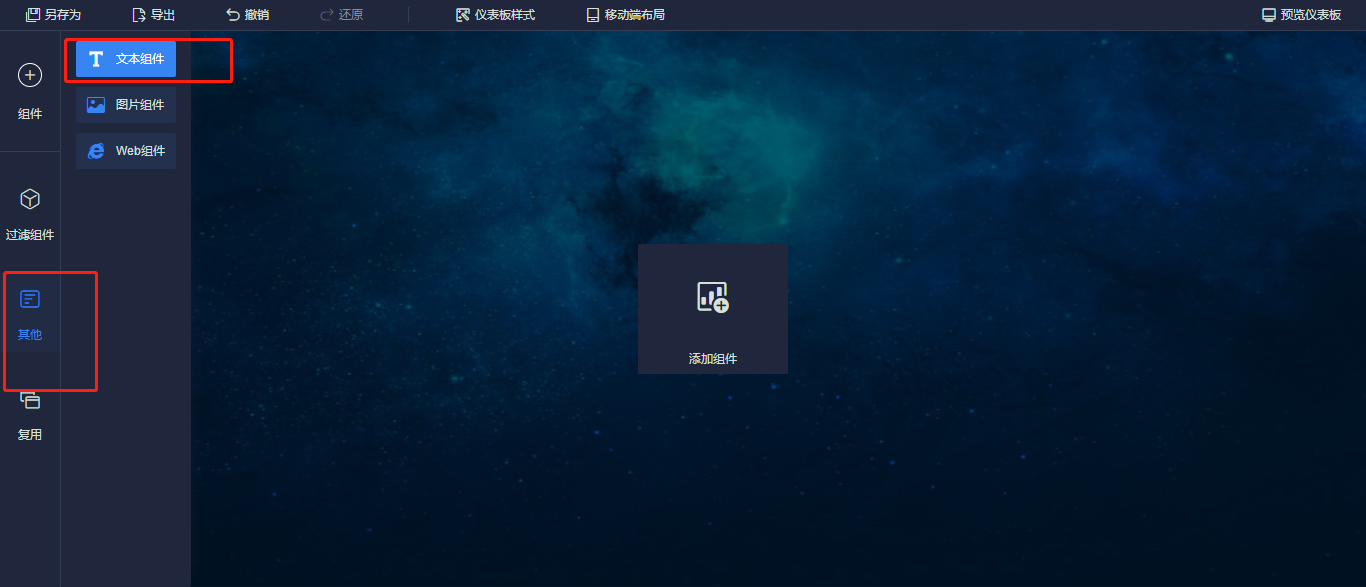 另存为
导出
撤销
还原
仪表板样式
移动端布局
预览仪表板
组件
过滤组件
其他
复用
文本组件
图片组件
Web组件
添加组件